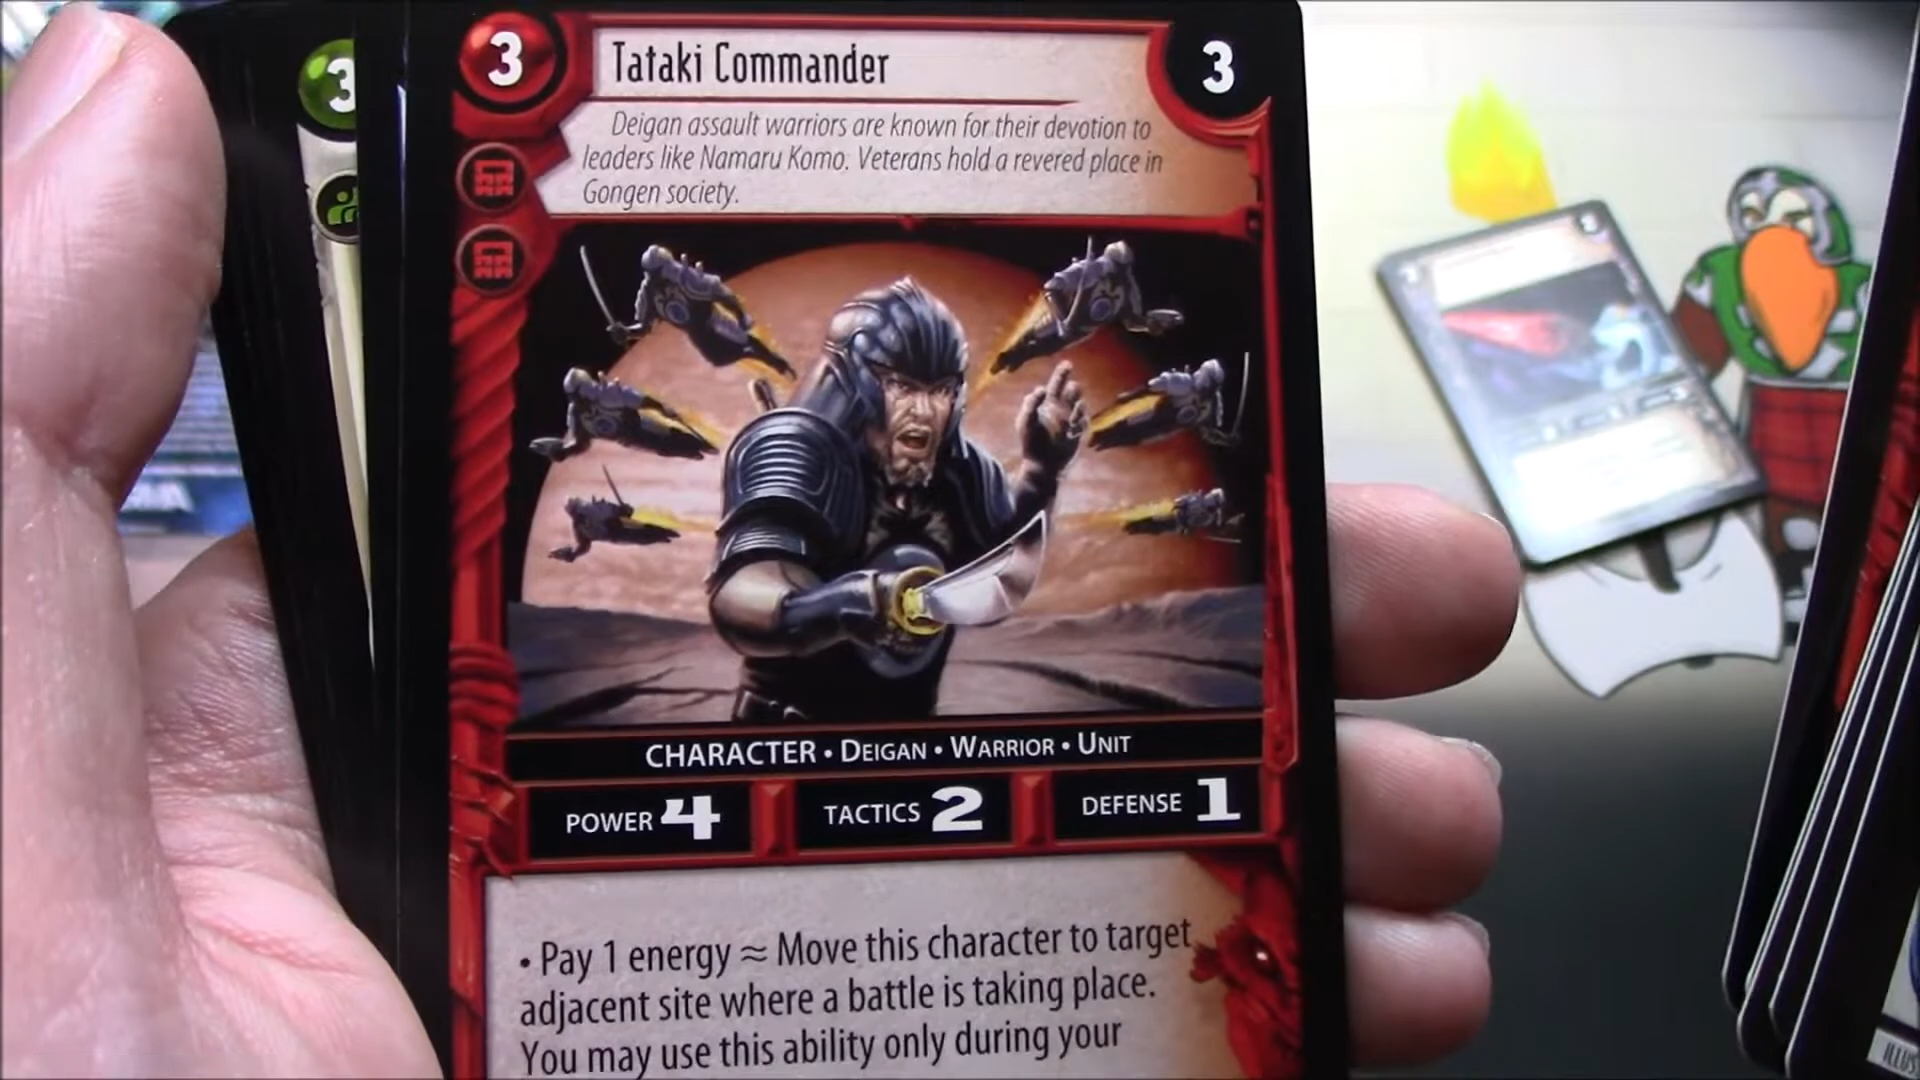 3
3
Tataki Commander
3
Deigan assault warriors are known for their devotion to
leaders like Namaru Komo. Veterans hold a revered place in
Gongen society.
CHARACTER • DEIGAN • WARRIOR • UNIT
POWER 4
TACTICS 2
DEFENSE 1
• Pay 1 energy ≈ Move this character to target
adjacent site where a battle is taking place.
You may use this ability only during your
3
ILLUS